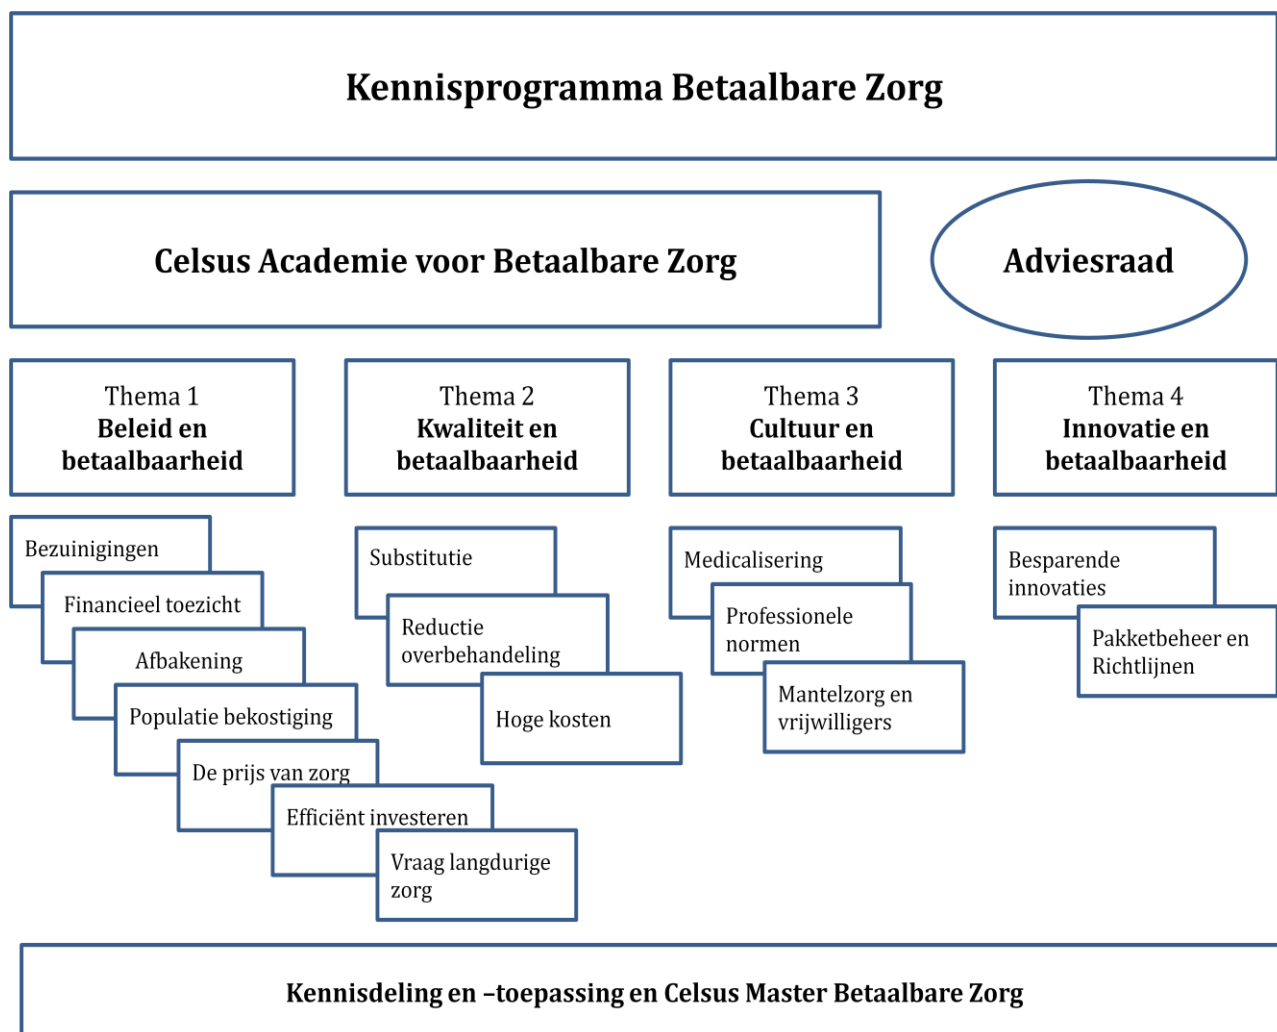 Kennisprogramma Betaalbare Zorg
Celsus Academie voor Betaalbare Zorg
Adviesraad
Thema 1
Beleid en
betaalbaarheid
Thema 2
Kwaliteit en
betaalbaarheid
Thema 3
Cultuur en
betaalbaarheid
Thema 4
Innovatie en
betaalbaarheid
Bezuinigingen
Financieel toezicht
Afbakening
Populatie bekostiging
De prijs van zorg
Efficiënt investeren
Vraag langdurige
zorg
Substitutie
Reductie
overbehandeling
Hoge kosten
Medicalisering
Professionele
normen
Mantelzorg en
vrijwilligers
Besparende
innovaties
Pakketbeheer en
Richtlijnen
Kennisdeling en –toepassing en Celsus Master Betaalbare Zorg